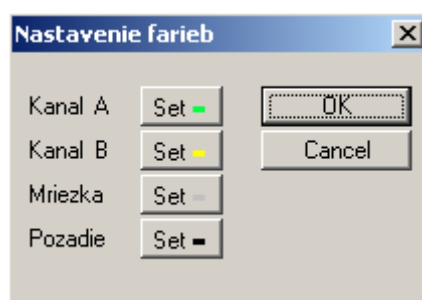 Nastavenie farieb
Kanal A Set OK
Kanal B Set Cancel
Mriezka Set
Pozadie Set